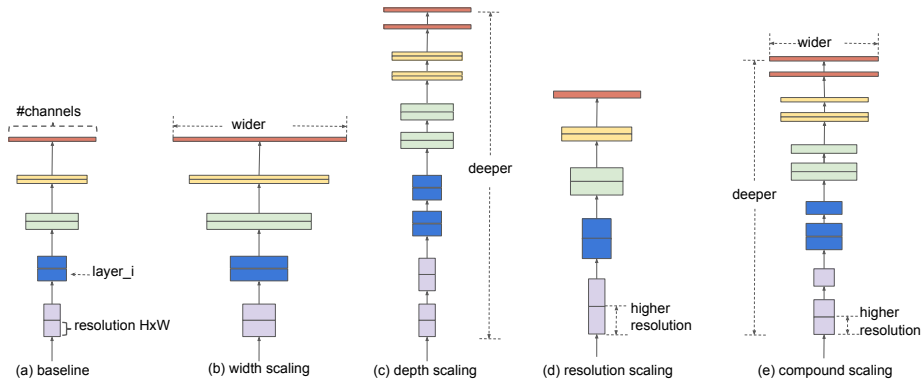 #channels
layer_i
resolution HxW
(a) baseline
wider
(b) width scaling
deeper
(c) depth scaling
higher
resolution
(d) resolution scaling
wider
deeper
higher
resolution
(e) compound scaling